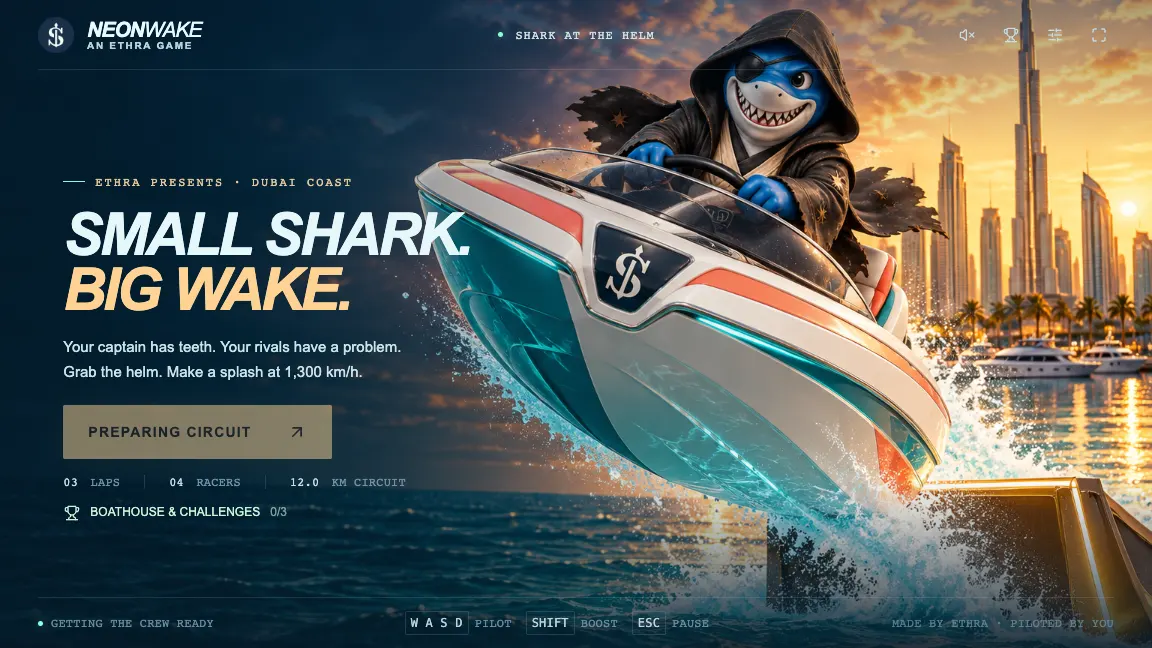 NEONWAKE
AN ETHRA GAME
SHARK AT THE HELM
ETHRA PRESENTS · DUBAI COAST
SMALL SHARK.
BIG WAKE.
Your captain has teeth. Your rivals have a problem.
Grab the helm. Make a splash at 1,300 km/h.
PREPARING CIRCUIT
03 LAPS 04 RACERS 12.0 KM CIRCUIT
BOATHOUSE & CHALLENGES 0/3
GETTING THE CREW READY
W A S D PILOT SHIFT BOOST ESC PAUSE
MADE BY ETHRA · PILOTED BY YOU